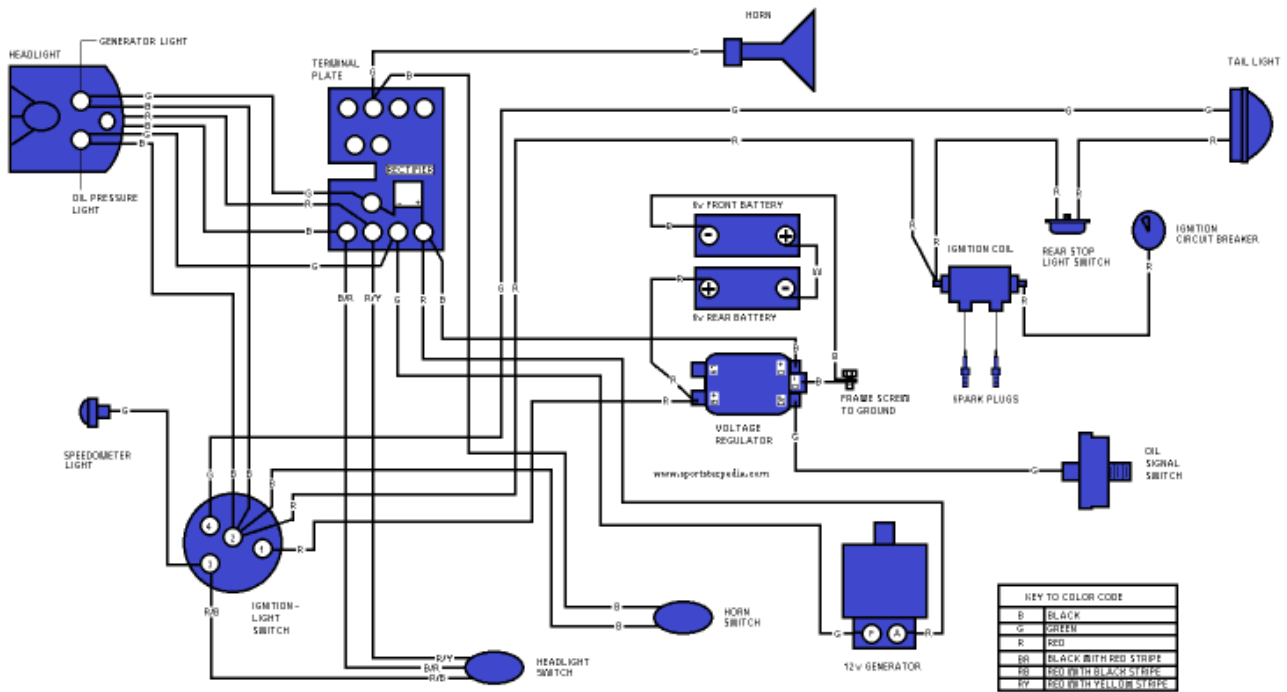 HORN
GENERATOR LIGHT
HEADLIGHT
TERMINAL
PLATE
TAIL LIGHT
G
B
G
G
G
G
G
B
R
B
G
B
R
R
R
R
RECTIFIER
- +
OIL PRESSURE
LIGHT
G
R
B
G
6v FRONT BATTERY
B
- +
W
R
+ -
6v REAR BATTERY
R
IGNITION COIL
REAR STOP
LIGHT SWITCH
IGNITION
CIRCUIT BREAKER
R
R
R
B/R R/Y G R B
G R
B
B
B
R
R
FRAME SCREW
TO GROUND
SPARK PLUGS
VOLTAGE
REGULATOR
G
SPEEDOMETER
LIGHT
G
www.sportsterpedia.com
G
OIL
SIGNAL
SWITCH
G B B B R
4
2
1
3
R
R/B
IGNITION-
LIGHT
SWITCH
B
B
HORN
SWITCH
G F A R
12v GENERATOR
R/Y
B/R
R/B
HEADLIGHT
SWITCH
KEY TO COLOR CODE
B BLACK
G GREEN
R RED
BR BLACK WITH RED STRIPE
RB RED WITH BLACK STRIPE
RY RED WITH YELLOW STRIPE